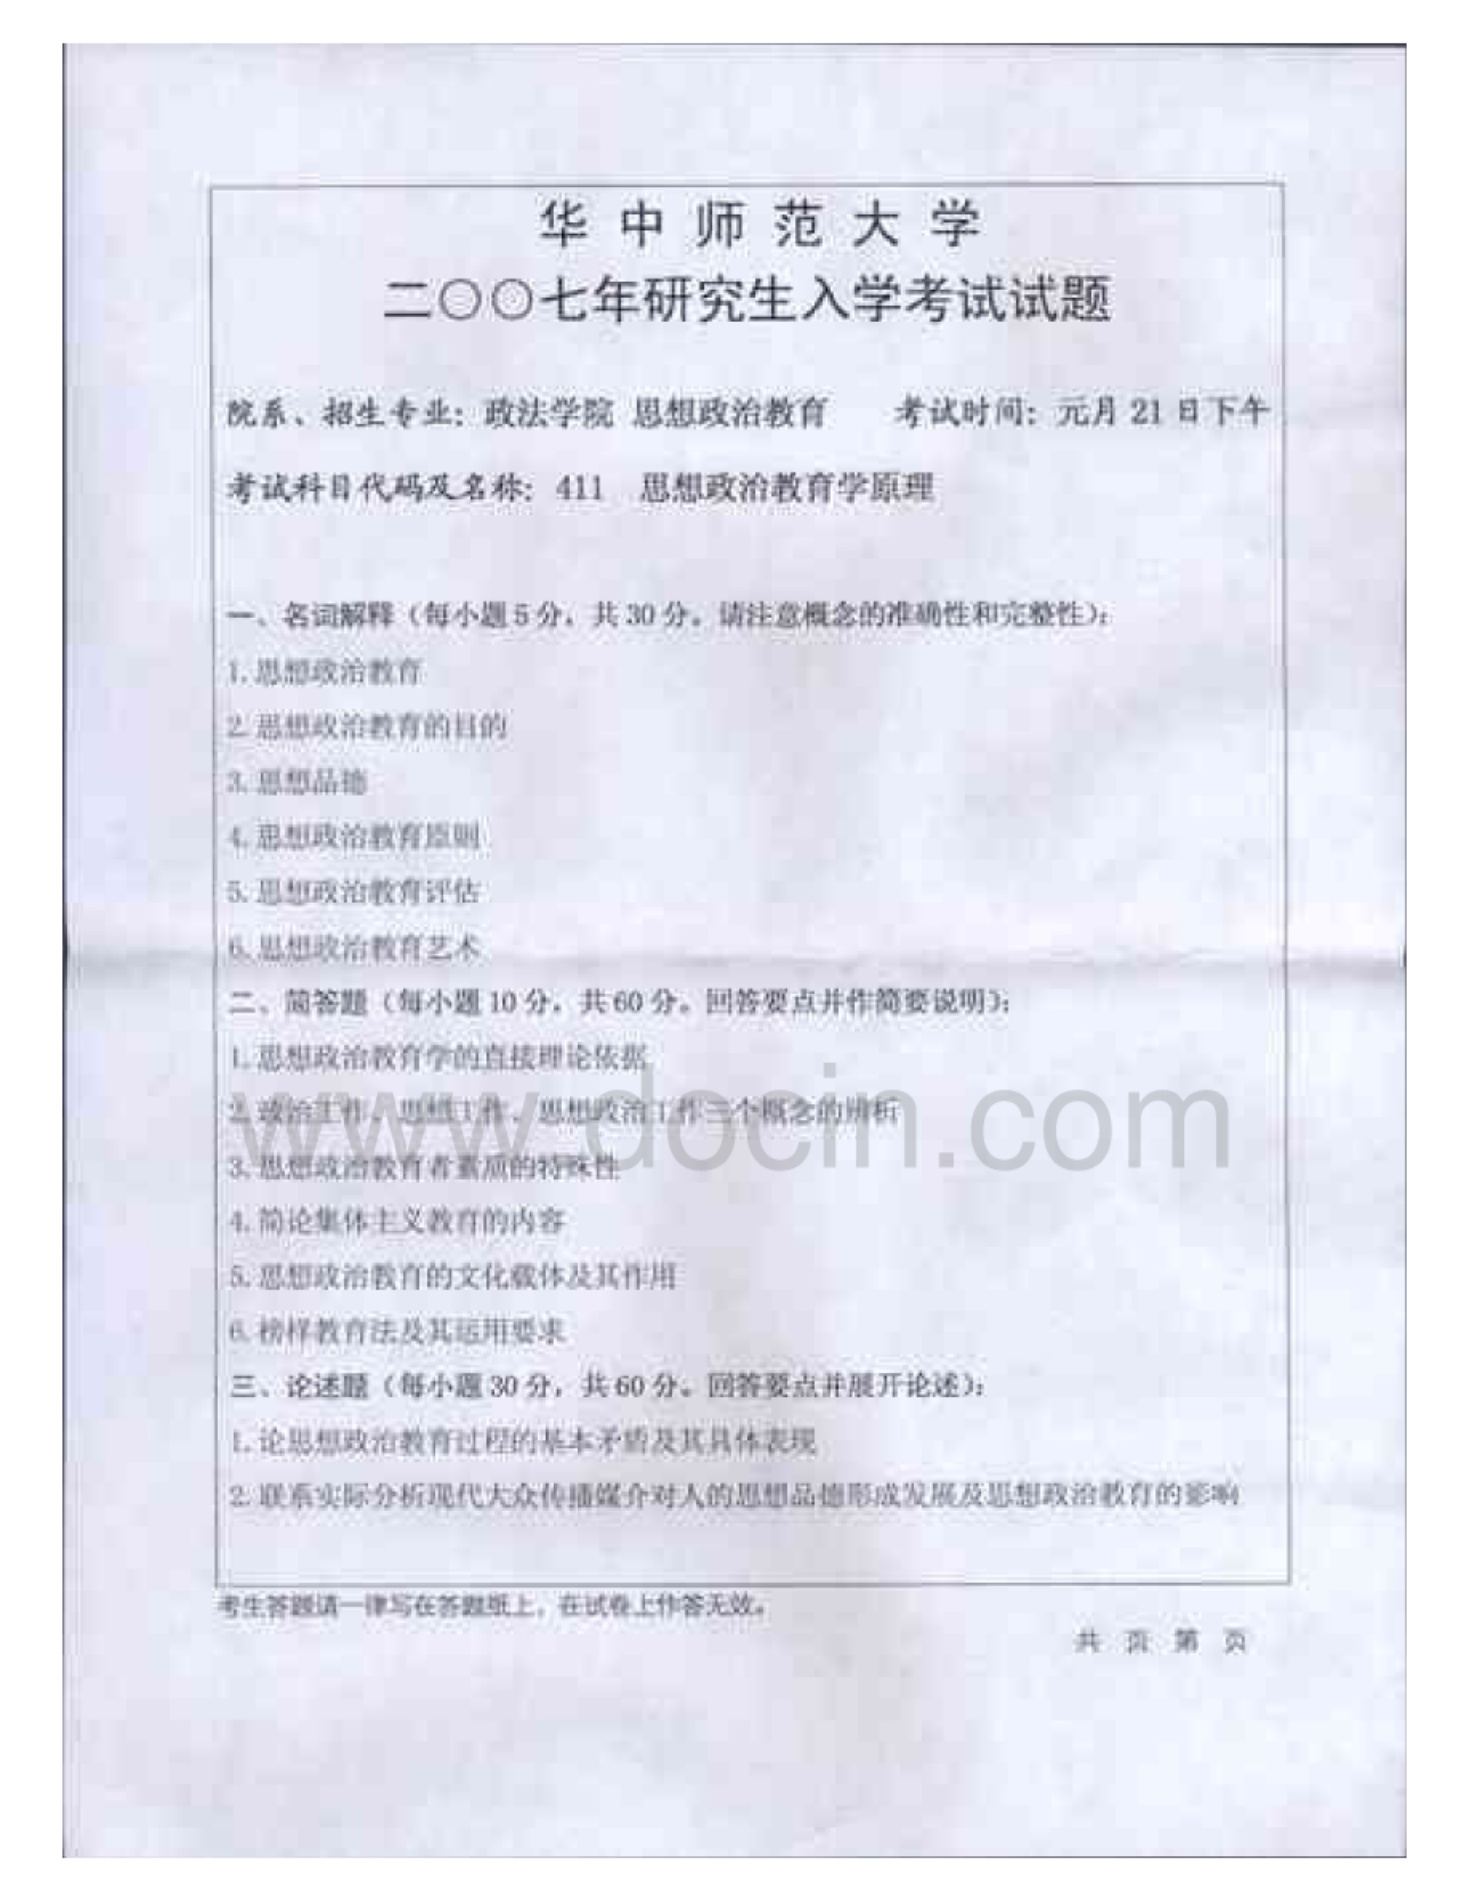 华中师范大学
二〇〇七年研究生入学考试试题
院系、招生专业：政法学院 思想政治教育 考试时间：元月 21 日下午
考试科目代码及名称：411 思想政治教育学原理
一、名词解释（每小题 5 分，共 30 分。请注意概念的准确性和完整性）：
1. 思想政治教育
2. 思想政治教育的目的
3. 思想品德
4. 思想政治教育原则
5. 思想政治教育评估
6. 思想政治教育艺术
二、简答题（每小题 10 分，共 60 分。回答要点并作简要说明）：
1. 思想政治教育学的直接理论依据
2. 政治工作、思想工作、思想政治工作三个概念的辨析
www.docin.com
3. 思想政治教育者素质的特殊性
4. 简论集体主义教育的内容
5. 思想政治教育的文化载体及其作用
6. 榜样教育法及其运用要求
三、论述题（每小题 30 分，共 60 分。回答要点并展开论述）：
1. 论思想政治教育过程的基本矛盾及其具体表现
2. 联系实际分析现代大众传播媒介对人的思想品德形成发展及思想政治教育的影响
考生答题请一律写在答题纸上，在试卷上作答无效。
共 页 第 页